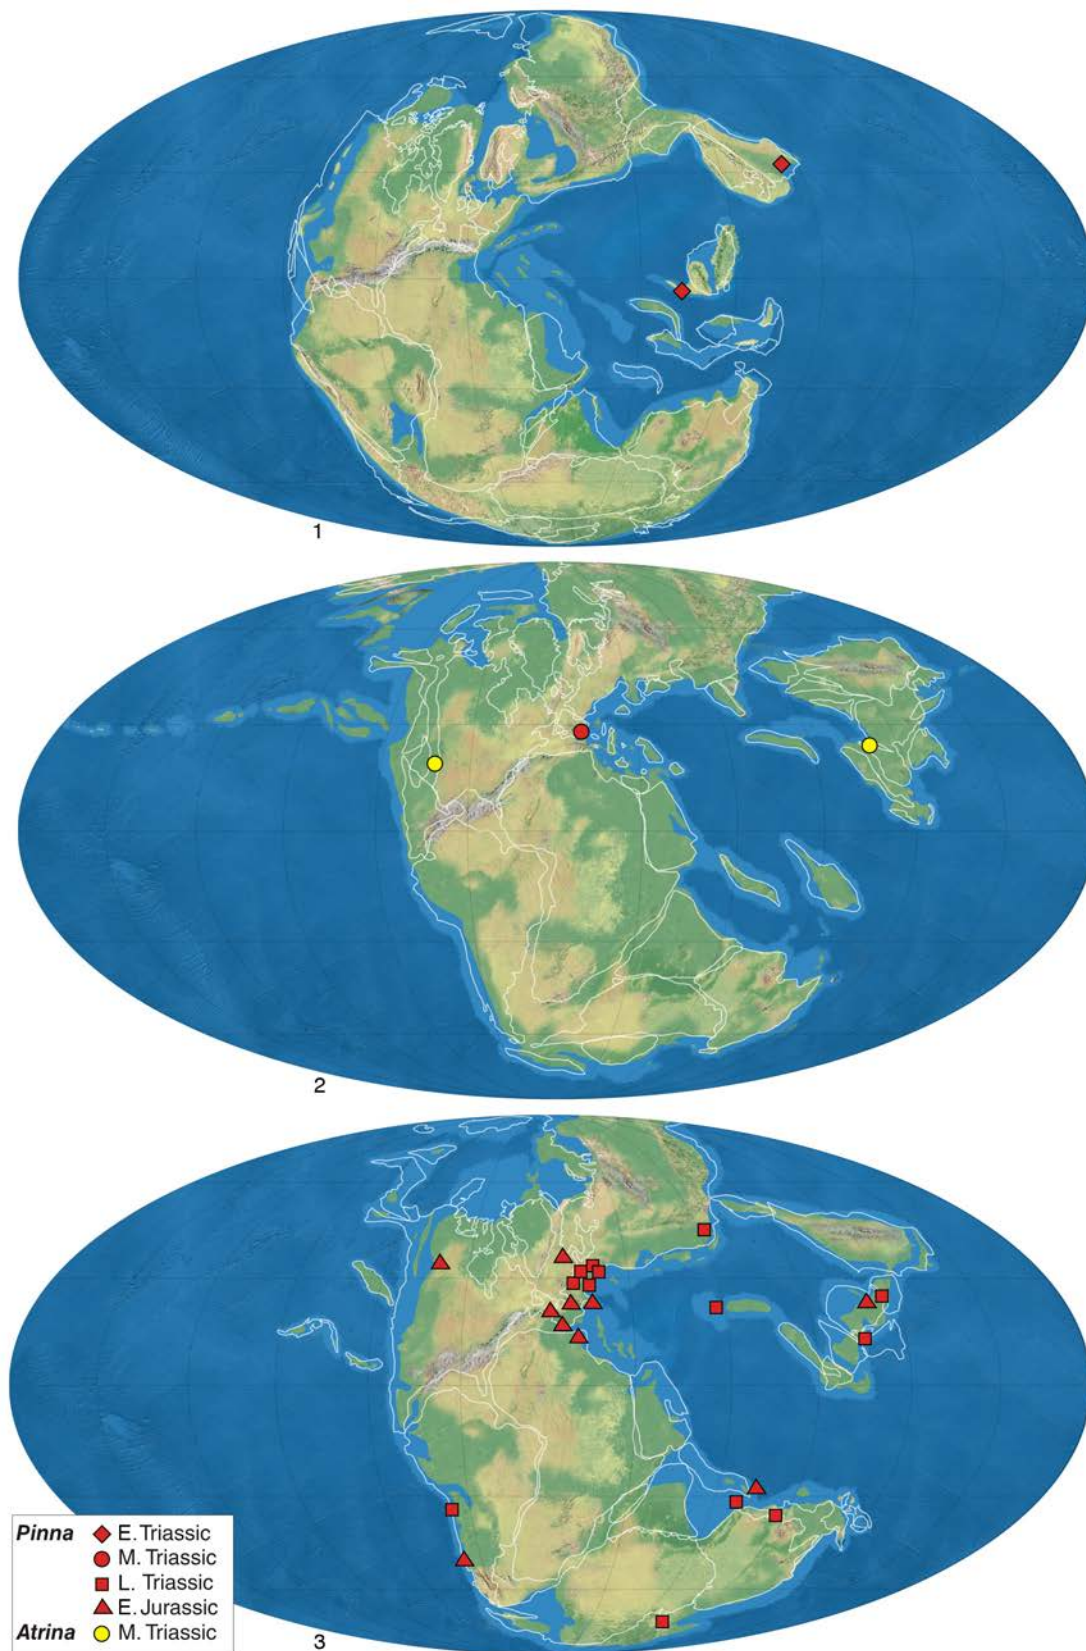 1
2
Pinna E. Triassic
M. Triassic
L. Triassic
E. Jurassic
Atrina M. Triassic
3